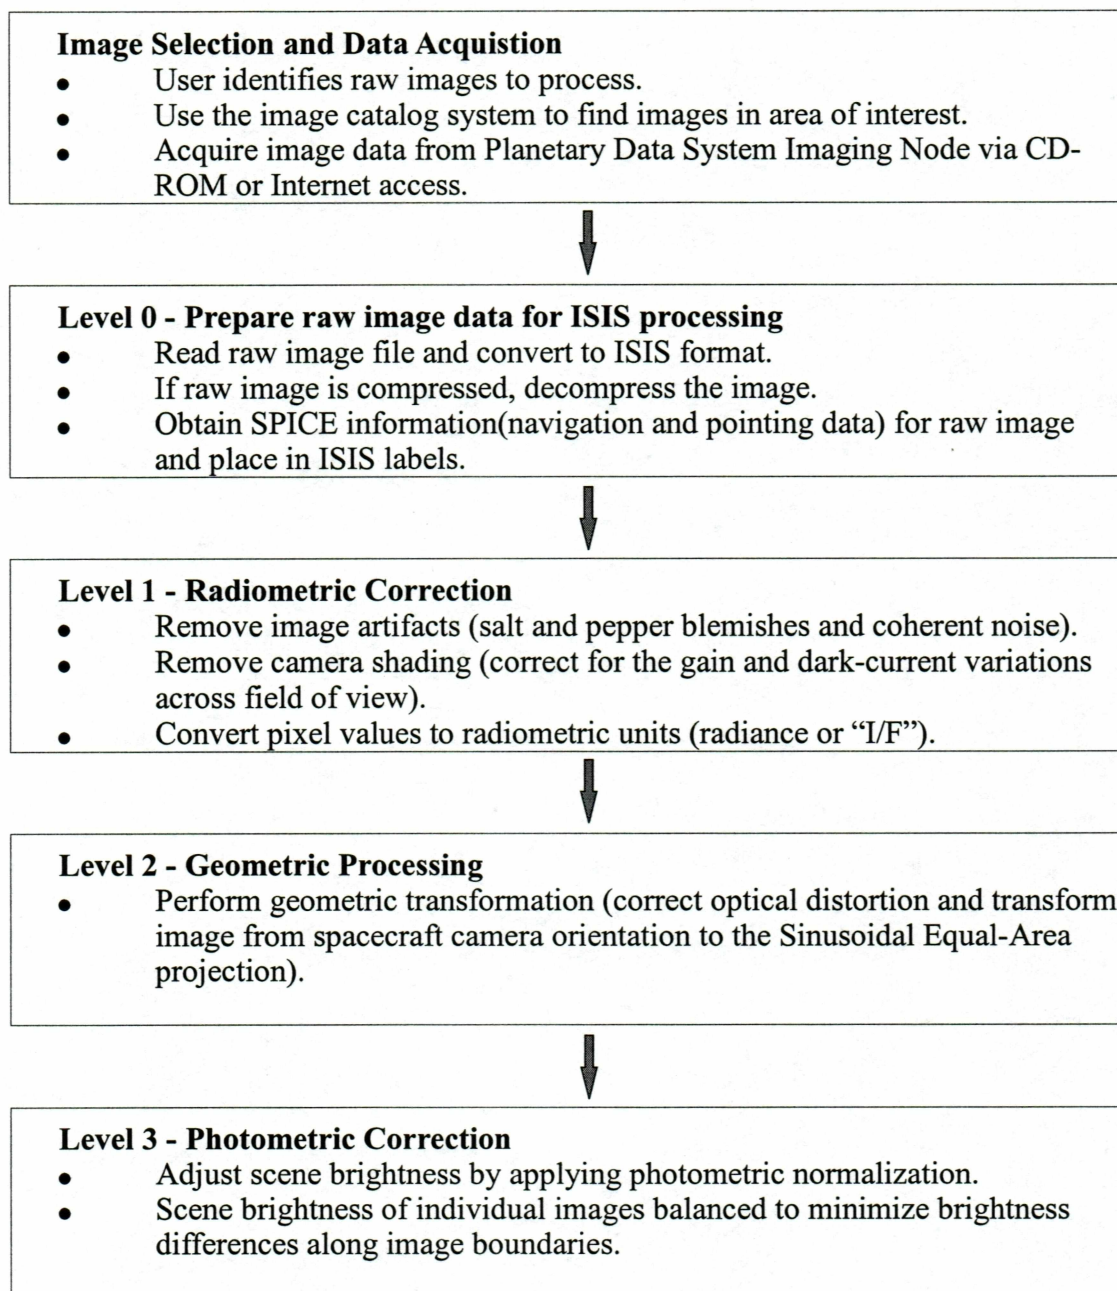 Image Selection and Data Acquistion
● User identifies raw images to process.
● Use the image catalog system to find images in area of interest.
● Acquire image data from Planetary Data System Imaging Node via CD-
ROM or Internet access.
Level 0 - Prepare raw image data for ISIS processing
● Read raw image file and convert to ISIS format.
● If raw image is compressed, decompress the image.
● Obtain SPICE information(navigation and pointing data) for raw image
and place in ISIS labels.
Level 1 - Radiometric Correction
● Remove image artifacts (salt and pepper blemishes and coherent noise).
● Remove camera shading (correct for the gain and dark-current variations
across field of view).
● Convert pixel values to radiometric units (radiance or “I/F”).
Level 2 - Geometric Processing
● Perform geometric transformation (correct optical distortion and transform
image from spacecraft camera orientation to the Sinusoidal Equal-Area
projection).
Level 3 - Photometric Correction
● Adjust scene brightness by applying photometric normalization.
● Scene brightness of individual images balanced to minimize brightness
differences along image boundaries.